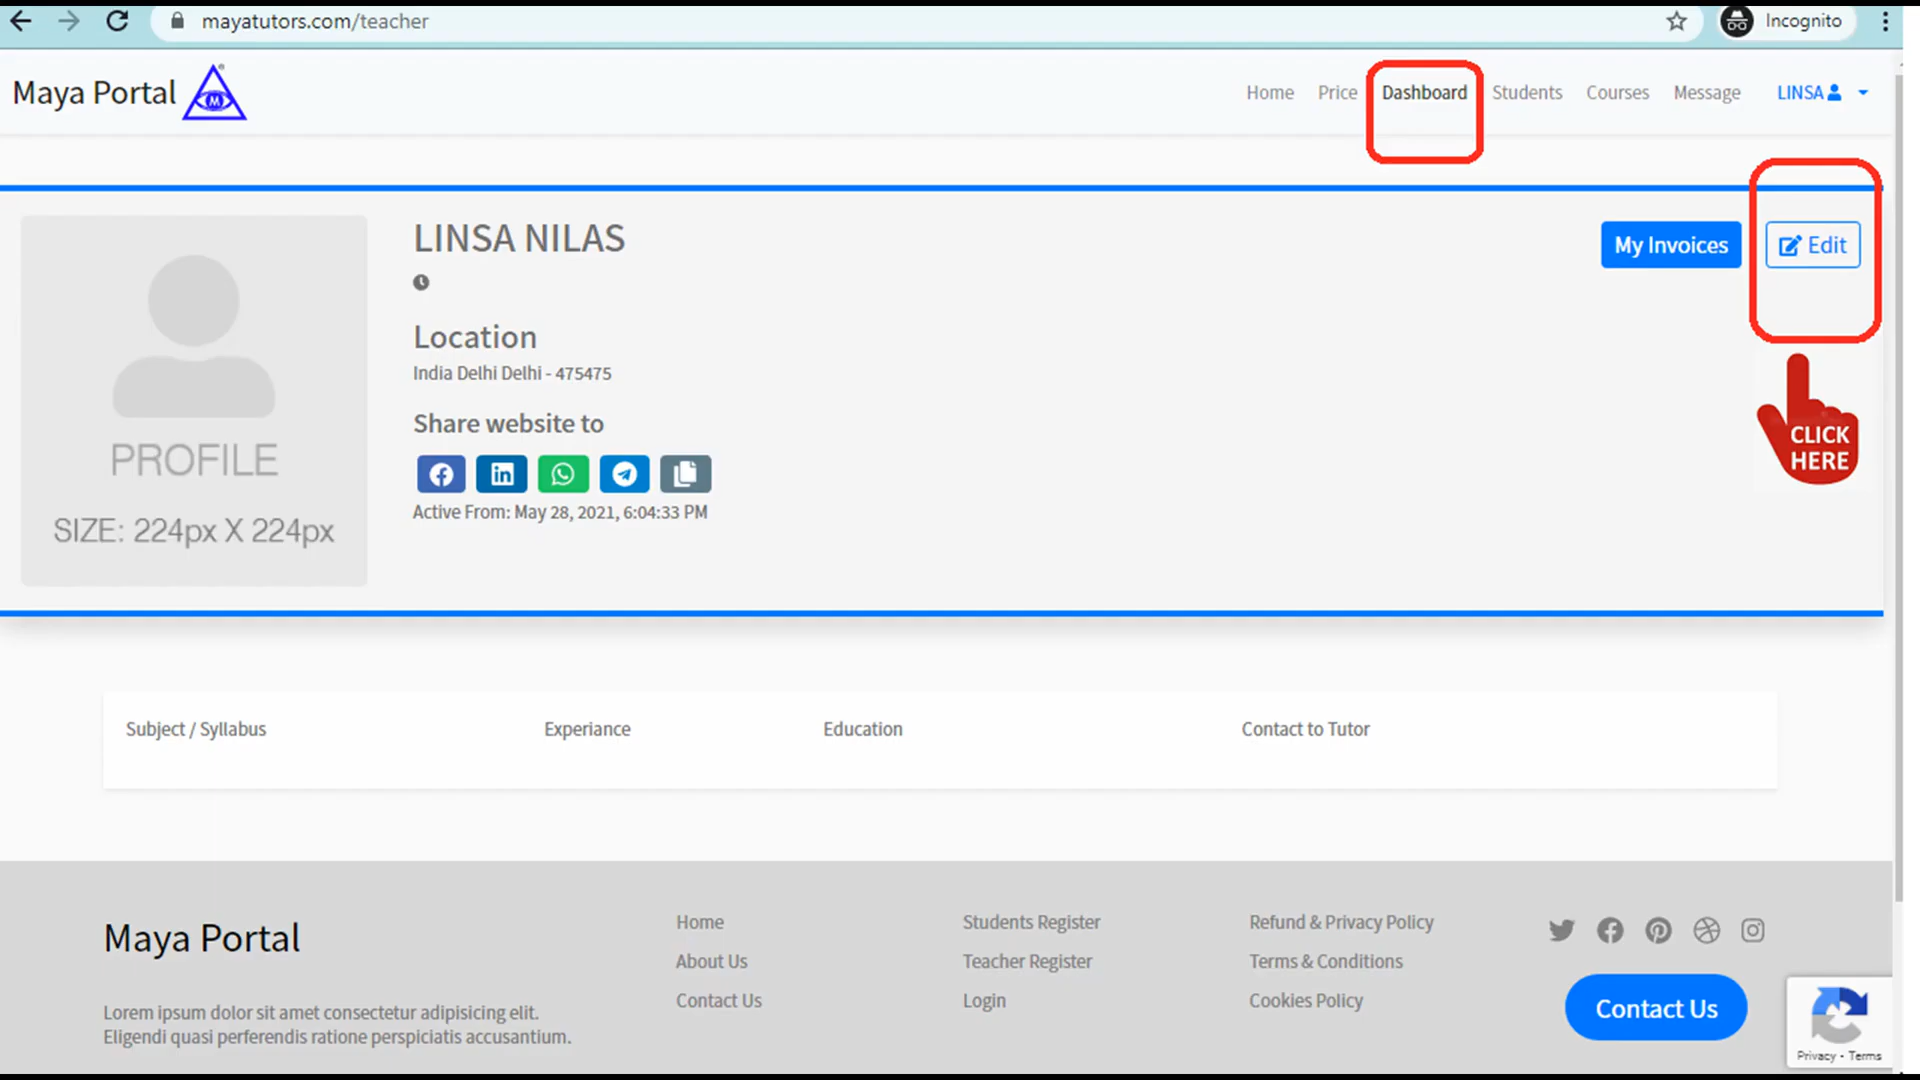 mayatutors.com/teacher
Incognito
Maya Portal
M
Home Price Dashboard Students Courses Message LINSA
LINSA NILAS
My Invoices
Edit
Location
India Delhi Delhi - 475475
Share website to
Active From: May 28, 2021, 6:04:33 PM
PROFILE
SIZE: 224px X 224px
CLICK
HERE
Subject / Syllabus Experiance Education Contact to Tutor
Maya Portal
Lorem ipsum dolor sit amet consectetur adipisicing elit.
Eligendi quasi perferendis ratione perspiciatis accusantium.
Home
About Us
Contact Us
Students Register
Teacher Register
Login
Refund & Privacy Policy
Terms & Conditions
Cookies Policy
Contact Us
Privacy - Terms